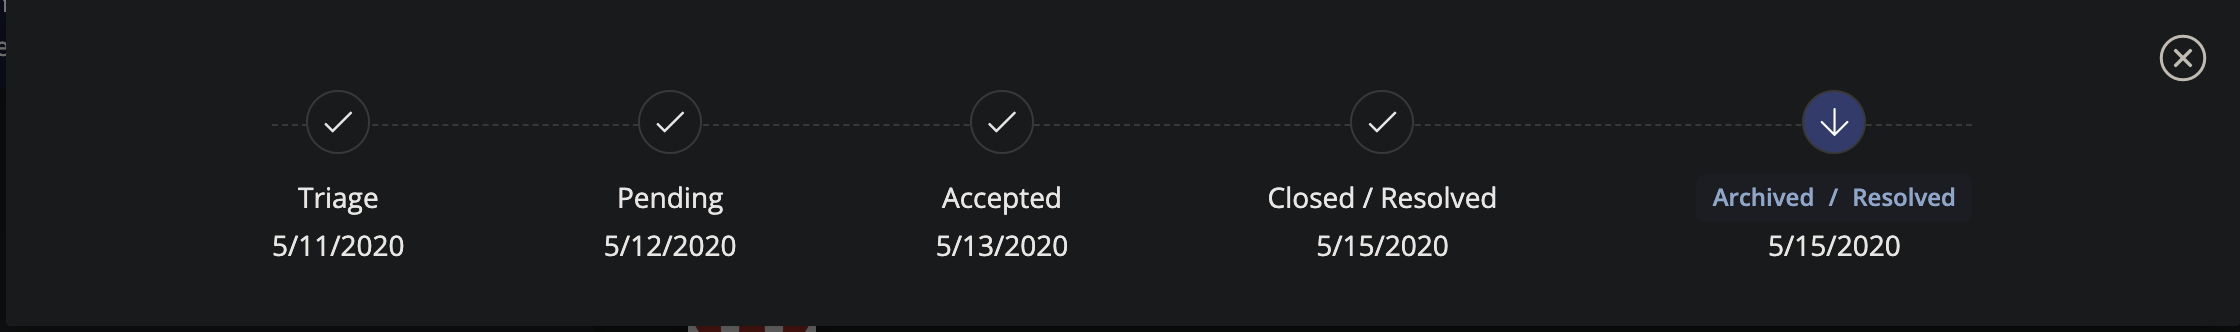 Triage
5/11/2020
Pending
5/12/2020
Accepted
5/13/2020
Closed / Resolved
5/15/2020
Archived / Resolved
5/15/2020